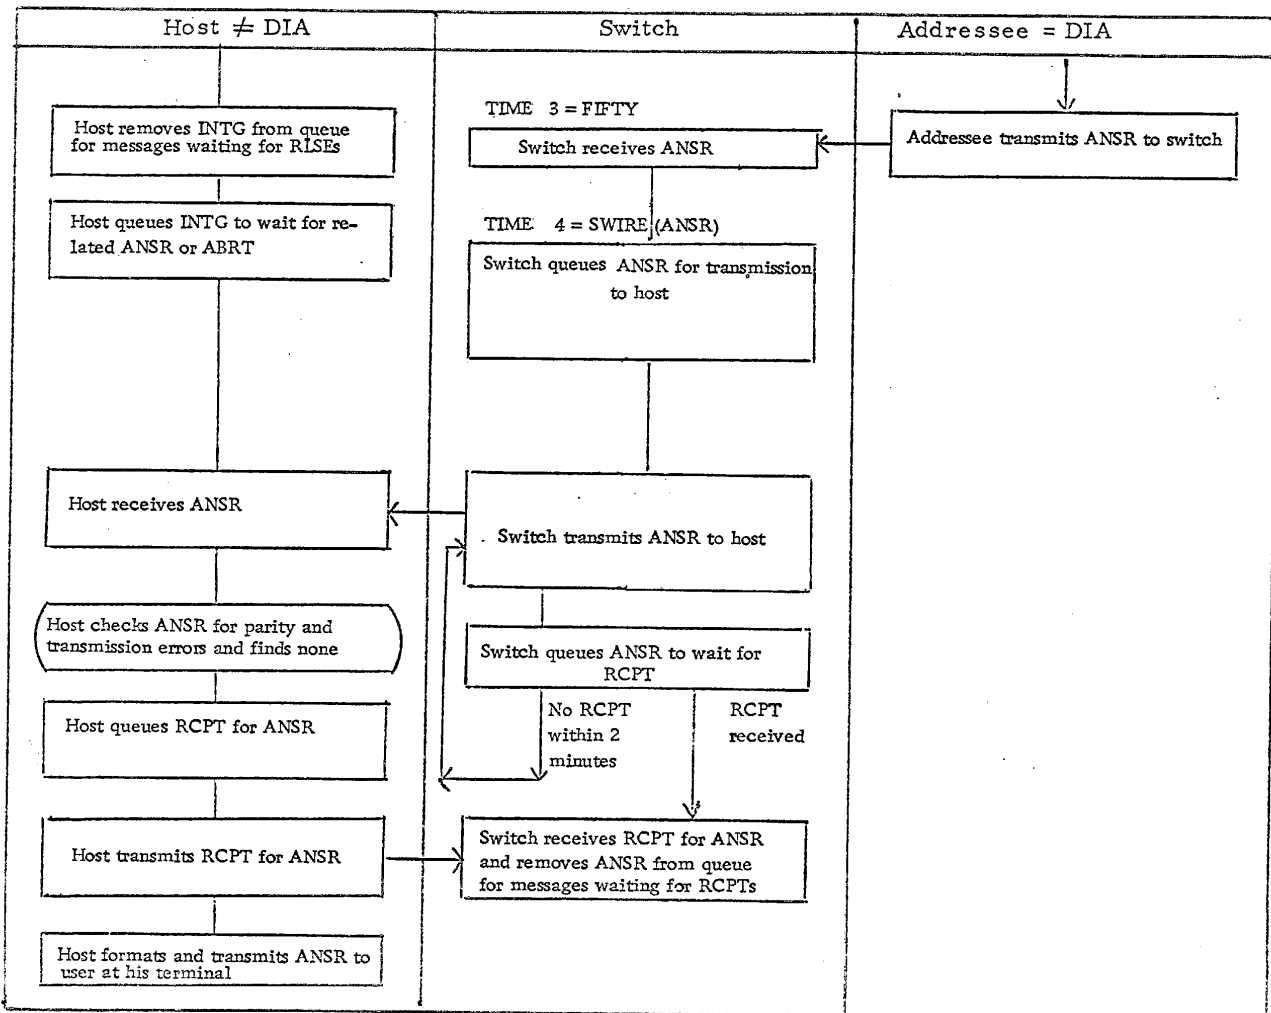 Host ≠ DIA
Switch
Addressee = DIA
Host removes INTG from queue
for messages waiting for RLSEs
Host queues INTG to wait for re-
lated ANSR or ABRT
Host receives ANSR
Host checks ANSR for parity and
transmission errors and finds none
Host queues RCPT for ANSR
Host transmits RCPT for ANSR
Host formats and transmits ANSR to
user at his terminal
TIME 3 = FIFTY
Switch receives ANSR
TIME 4 = SWIRE (ANSR)
Switch queues ANSR for transmission
to host
Switch transmits ANSR to host
Switch queues ANSR to wait for
RCPT
No RCPT
within 2
minutes
RCPT
received
Switch receives RCPT for ANSR
and removes ANSR from queue
for messages waiting for RCPTs
Addressee transmits ANSR to switch